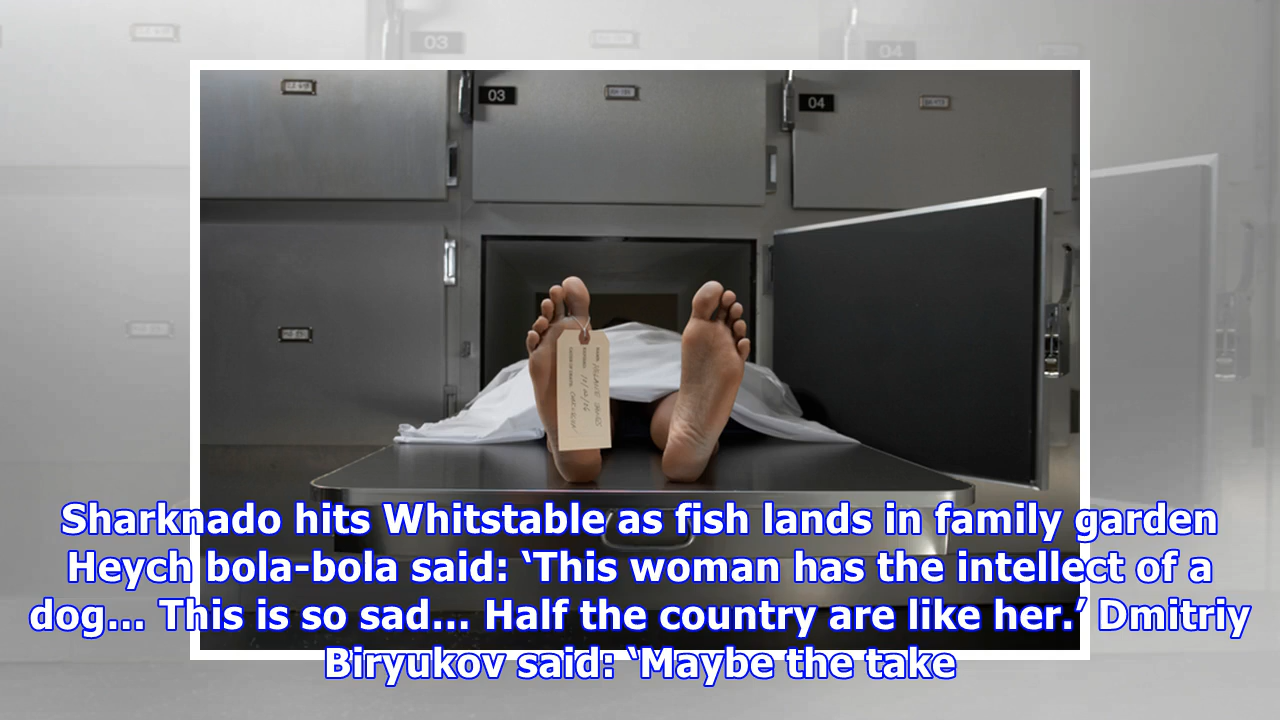 03
04
03
04
Sharknado hits Whitstable as fish lands in family garden
Heych bola-bola said: ‘This woman has the intellect of a
dog... This is so sad... Half the country are like her.’ Dmitriy
Biryukov said: ‘Maybe the take